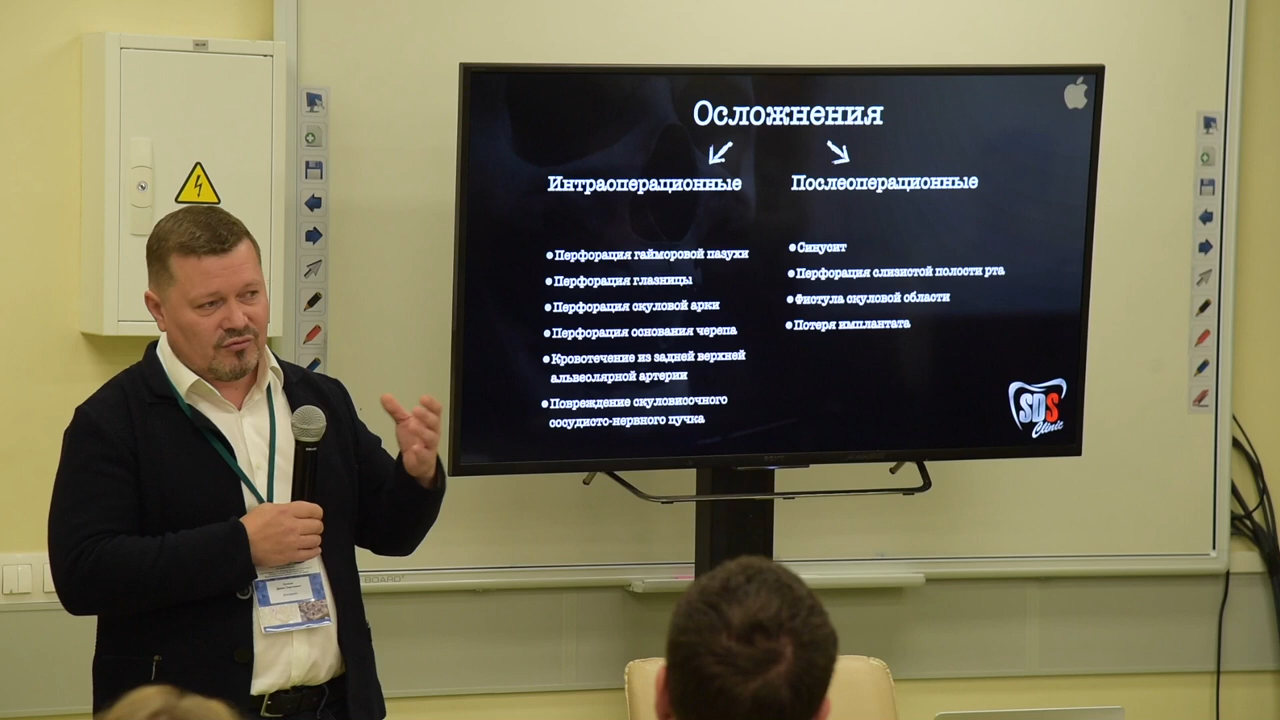 Осложнения
Интраоперационные
Послеоперационные
Перфорация гайморовой пазухи
Перфорация глазницы
Перфорация скуловой арки
Перфорация основания черепа
Кровотечение из задней верхней
альвеолярной артерии
Повреждение скуловисочного
сосудисто-нервного пучка
Синусит
Перфорация слизистой полости рта
Фистула скуловой области
Потеря имплантата
SDS
Clinic
BOARD